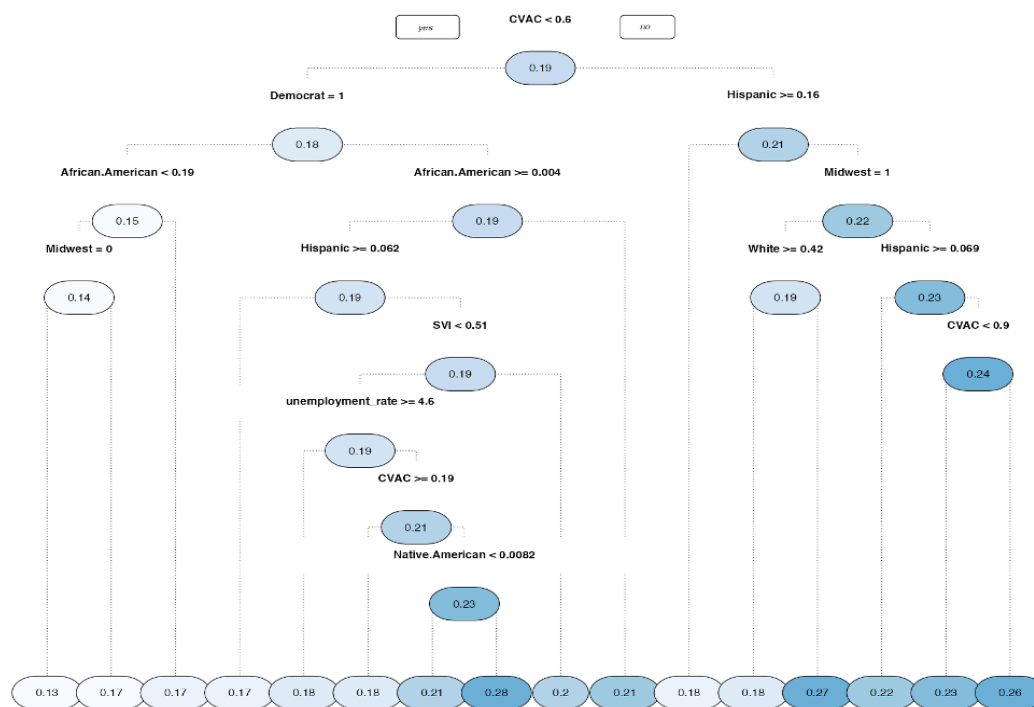 CVAC < 0.6
yes
no
0.19
Democrat = 1
Hispanic >= 0.16
0.18
0.21
African.American < 0.19
African.American >= 0.004
Midwest = 1
0.15
0.19
0.22
Midwest = 0
Hispanic >= 0.062
White >= 0.42
Hispanic >= 0.069
0.14
0.19
0.19
0.23
SVI < 0.51
CVAC < 0.9
0.19
0.24
unemployment_rate >= 4.6
0.19
CVAC >= 0.19
0.21
Native.American < 0.0082
0.23
0.13 0.17 0.17 0.17 0.18 0.18 0.21 0.28 0.2 0.21 0.18 0.18 0.27 0.22 0.23 0.26